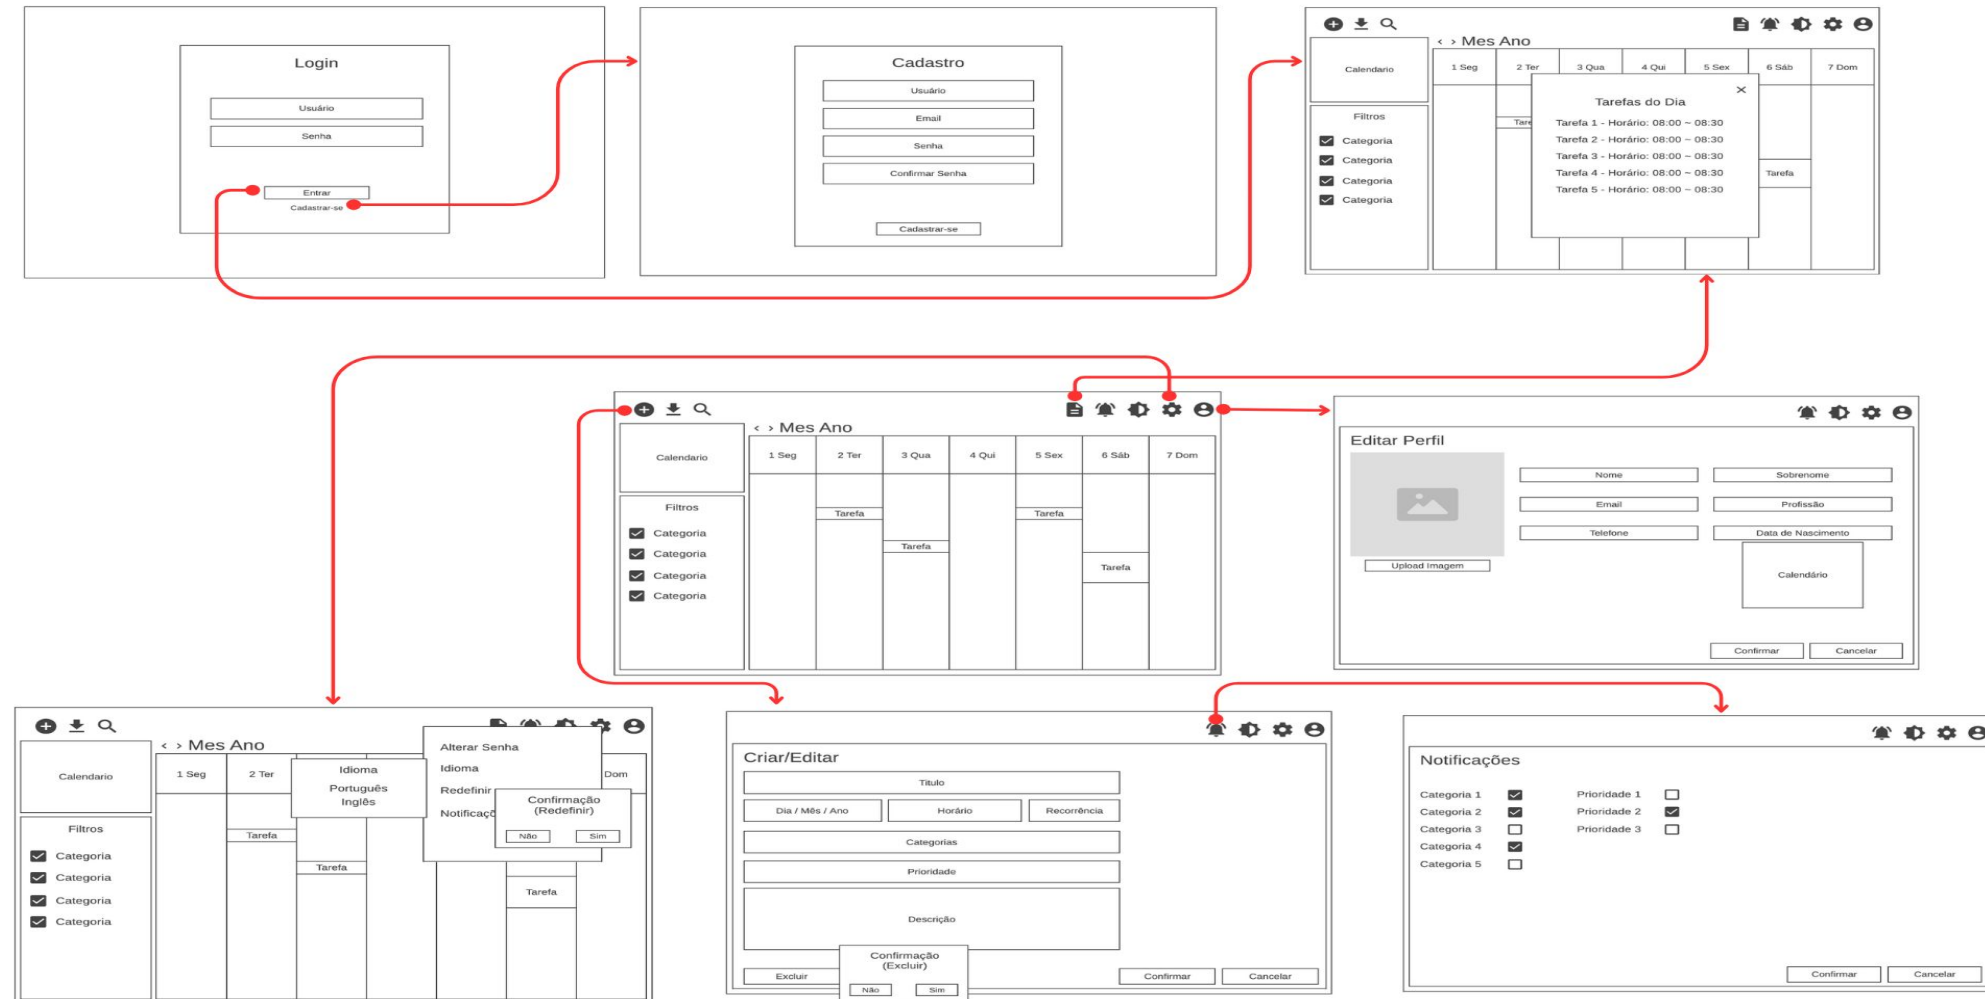 Login
Usuário
Senha
Entrar
Cadastrar-se
Cadastro
Usuário
Email
Senha
Confirmar Senha
Cadastrar-se
‹ › Mes Ano
Calendario
1 Seg
2 Ter
3 Qua
4 Qui
5 Sex
6 Sáb
7 Dom
Filtros
Categoria
Categoria
Categoria
Categoria
Tare
Tarefa
Tarefas do Dia
Tarefa 1 - Horário: 08:00 ~ 08:30
Tarefa 2 - Horário: 08:00 ~ 08:30
Tarefa 3 - Horário: 08:00 ~ 08:30
Tarefa 4 - Horário: 08:00 ~ 08:30
Tarefa 5 - Horário: 08:00 ~ 08:30
‹ › Mes Ano
Calendario
1 Seg
2 Ter
3 Qua
4 Qui
5 Sex
6 Sáb
7 Dom
Filtros
Categoria
Categoria
Categoria
Categoria
Tarefa
Tarefa
Tarefa
Tarefa
Editar Perfil
Nome
Sobrenome
Email
Profissão
Telefone
Data de Nascimento
Upload Imagem
Calendário
Confirmar
Cancelar
‹ › Mes Ano
Calendario
1 Seg
2 Ter
Dom
Filtros
Categoria
Categoria
Categoria
Categoria
Tarefa
Tarefa
Tarefa
Idioma
Português
Inglês
Alterar Senha
Idioma
Redefinir
Notificaçõ
Confirmação
(Redefinir)
Não
Sim
Criar/Editar
Titulo
Dia / Mês / Ano
Horário
Recorrência
Categorias
Prioridade
Descrição
Excluir
Confirmação
(Excluir)
Não
Sim
Confirmar
Cancelar
Notificações
Categoria 1
Prioridade 1
Categoria 2
Prioridade 2
Categoria 3
Prioridade 3
Categoria 4
Categoria 5
Confirmar
Cancelar